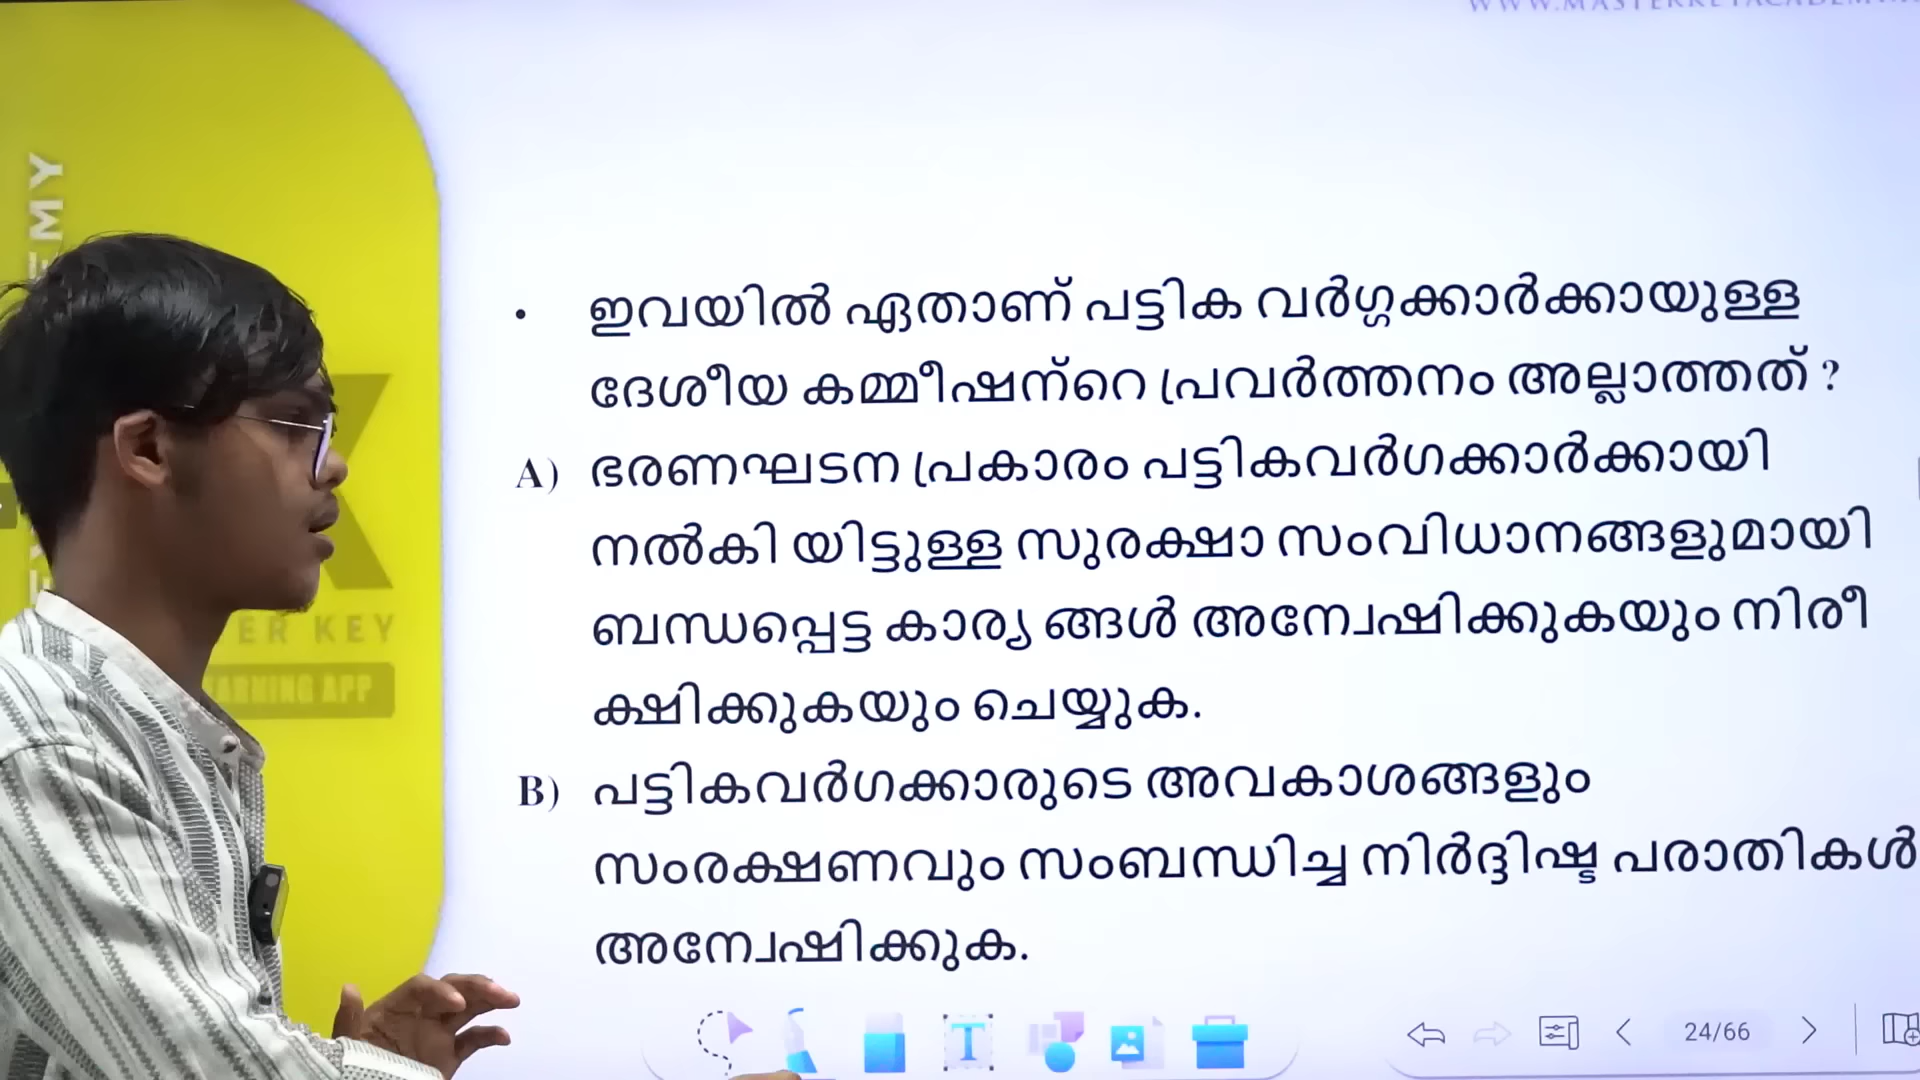 ഇവയിൽ ഏതാണ് പട്ടിക വർഗ്ഗക്കാർക്കായുള്ള
ദേശീയ കമ്മീഷന്റെ പ്രവർത്തനം അല്ലാത്തത് ?
A) ഭരണഘടന പ്രകാരം പട്ടികവർഗക്കാർക്കായി
നൽകി യിട്ടുള്ള സുരക്ഷാ സംവിധാനങ്ങളുമായി
ബന്ധപ്പെട്ട കാര്യ ങ്ങൾ അന്വേഷിക്കുകയും നിരീ
ക്ഷിക്കുകയും ചെയ്യുക.
B) പട്ടികവർഗക്കാരുടെ അവകാശങ്ങളും
സംരക്ഷണവും സംബന്ധിച്ച നിർദ്ദിഷ്ട പരാതികൾ
അന്വേഷിക്കുക.
24/66
KEY
APP